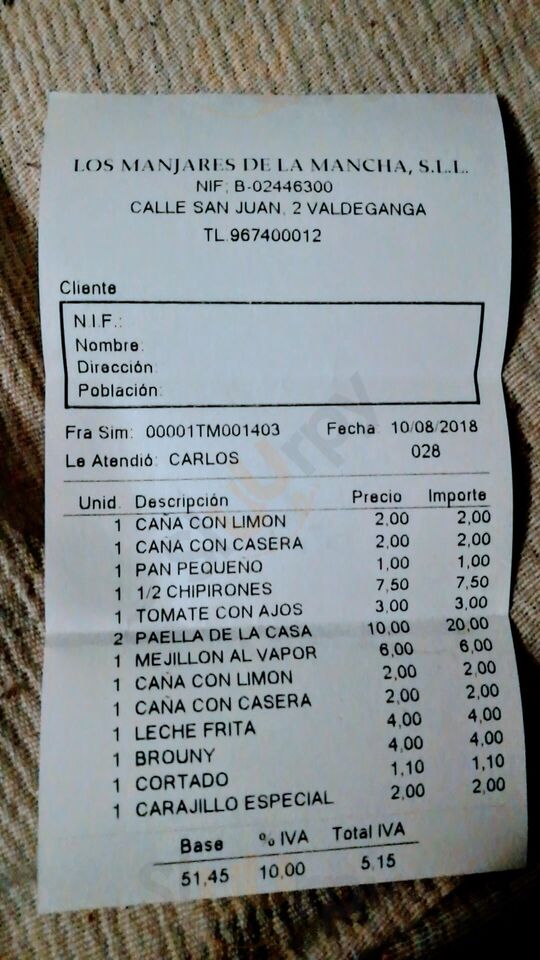 LOS MANJARES DE LA MANCHA, S.L.L.
NIF: B-02446300
CALLE SAN JUAN, 2 VALDEGANGA
TL.967400012
Cliente
N.I.F.:
Nombre:
Dirección:
Población:
Fra Sim: 00001TM001403 Fecha: 10/08/2018
Le Atendió: CARLOS 028
Unid. Descripción Precio Importe
1 CAÑA CON LIMON 2,00 2,00
1 CAÑA CON CASERA 2,00 2,00
1 PAN PEQUEÑO 1,00 1,00
1 1/2 CHIPIRONES 7,50 7,50
1 TOMATE CON AJOS 3,00 3,00
2 PAELLA DE LA CASA 10,00 20,00
1 MEJILLON AL VAPOR 6,00 6,00
1 CAÑA CON LIMON 2,00 2,00
1 CAÑA CON CASERA 2,00 2,00
1 LECHE FRITA 4,00 4,00
1 BROUNY 4,00 4,00
1 CORTADO 1,10 1,10
1 CARAJILLO ESPECIAL 2,00 2,00
Base % IVA Total IVA
51,45 10,00 5,15